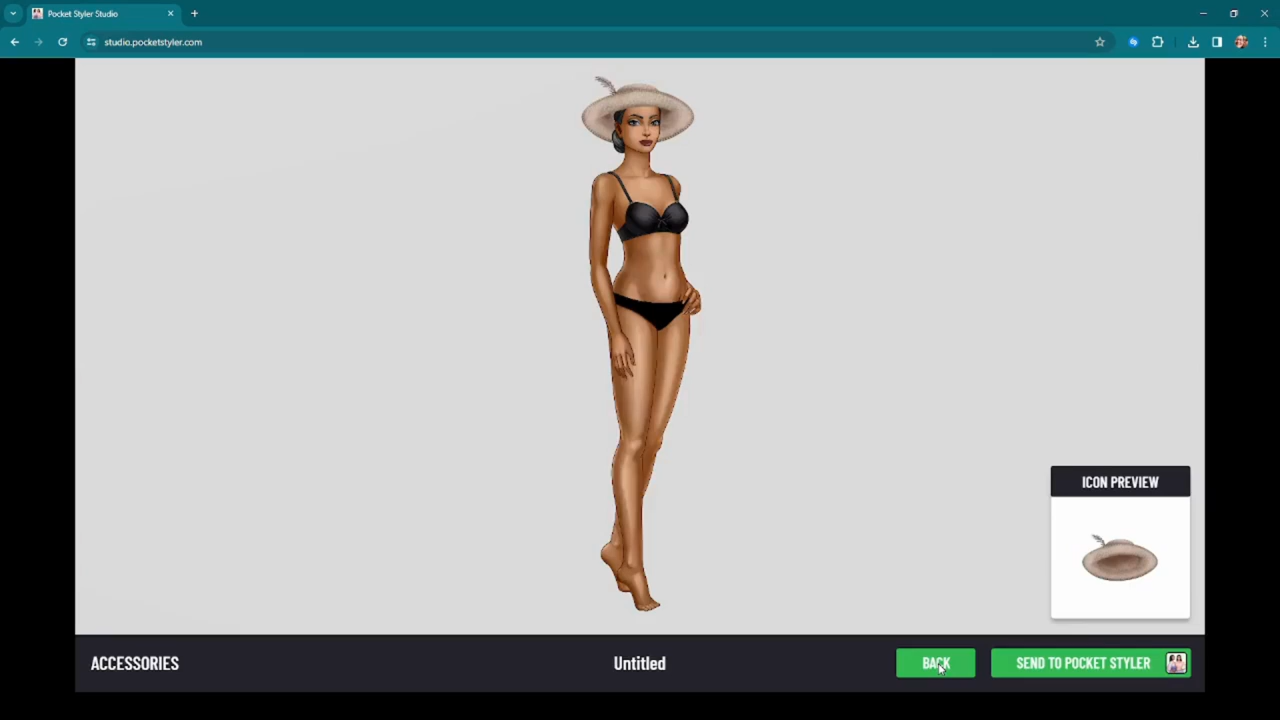 Pocket Styler Studio
studio.pocketstyler.com
ICON PREVIEW
ACCESSORIES
Untitled
BACK
SEND TO POCKET STYLER